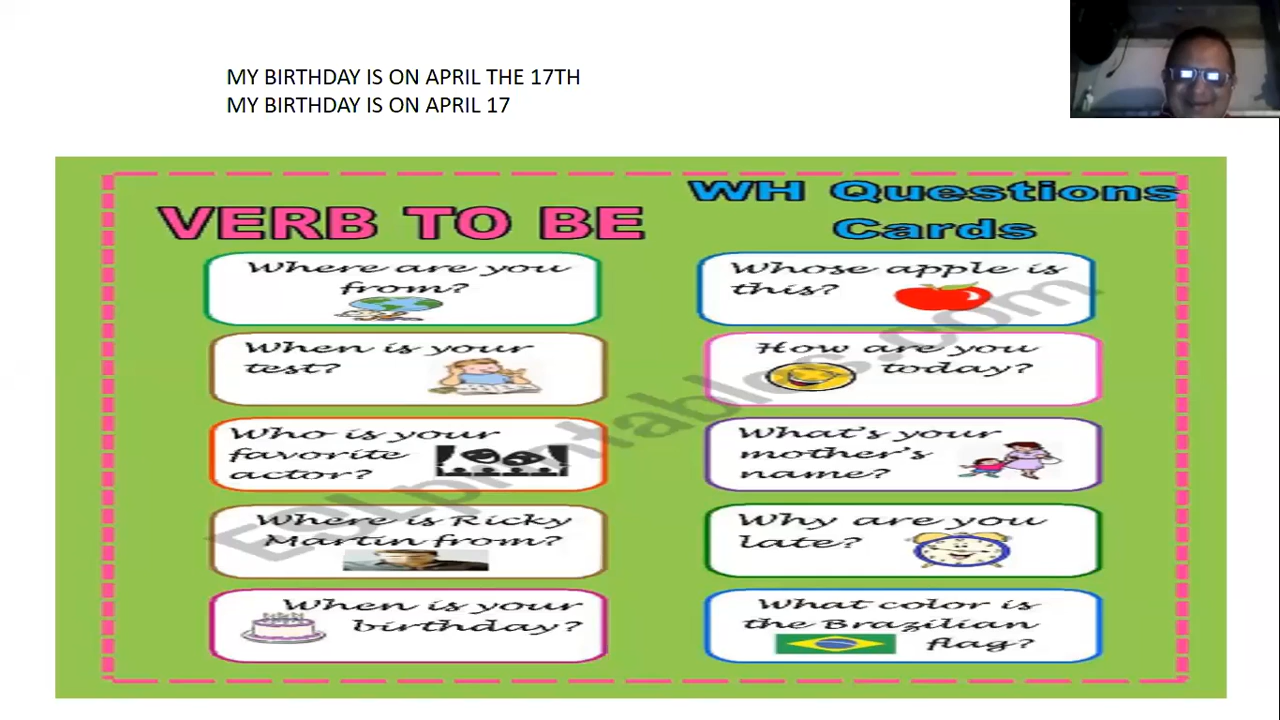 MY BIRTHDAY IS ON APRIL THE 17TH
MY BIRTHDAY IS ON APRIL 17
VERB TO BE
WH Questions
Cards
Where are you
from?
When is your
test?
Who is your
favorite
actor?
Where is Ricky
Martin from?
When is your
birthday?
Whose apple is
this?
How are you
today?
What's your
mother's
name?
Why are you
late?
What color is
the Brazilian
flag?
ESLprintables.com